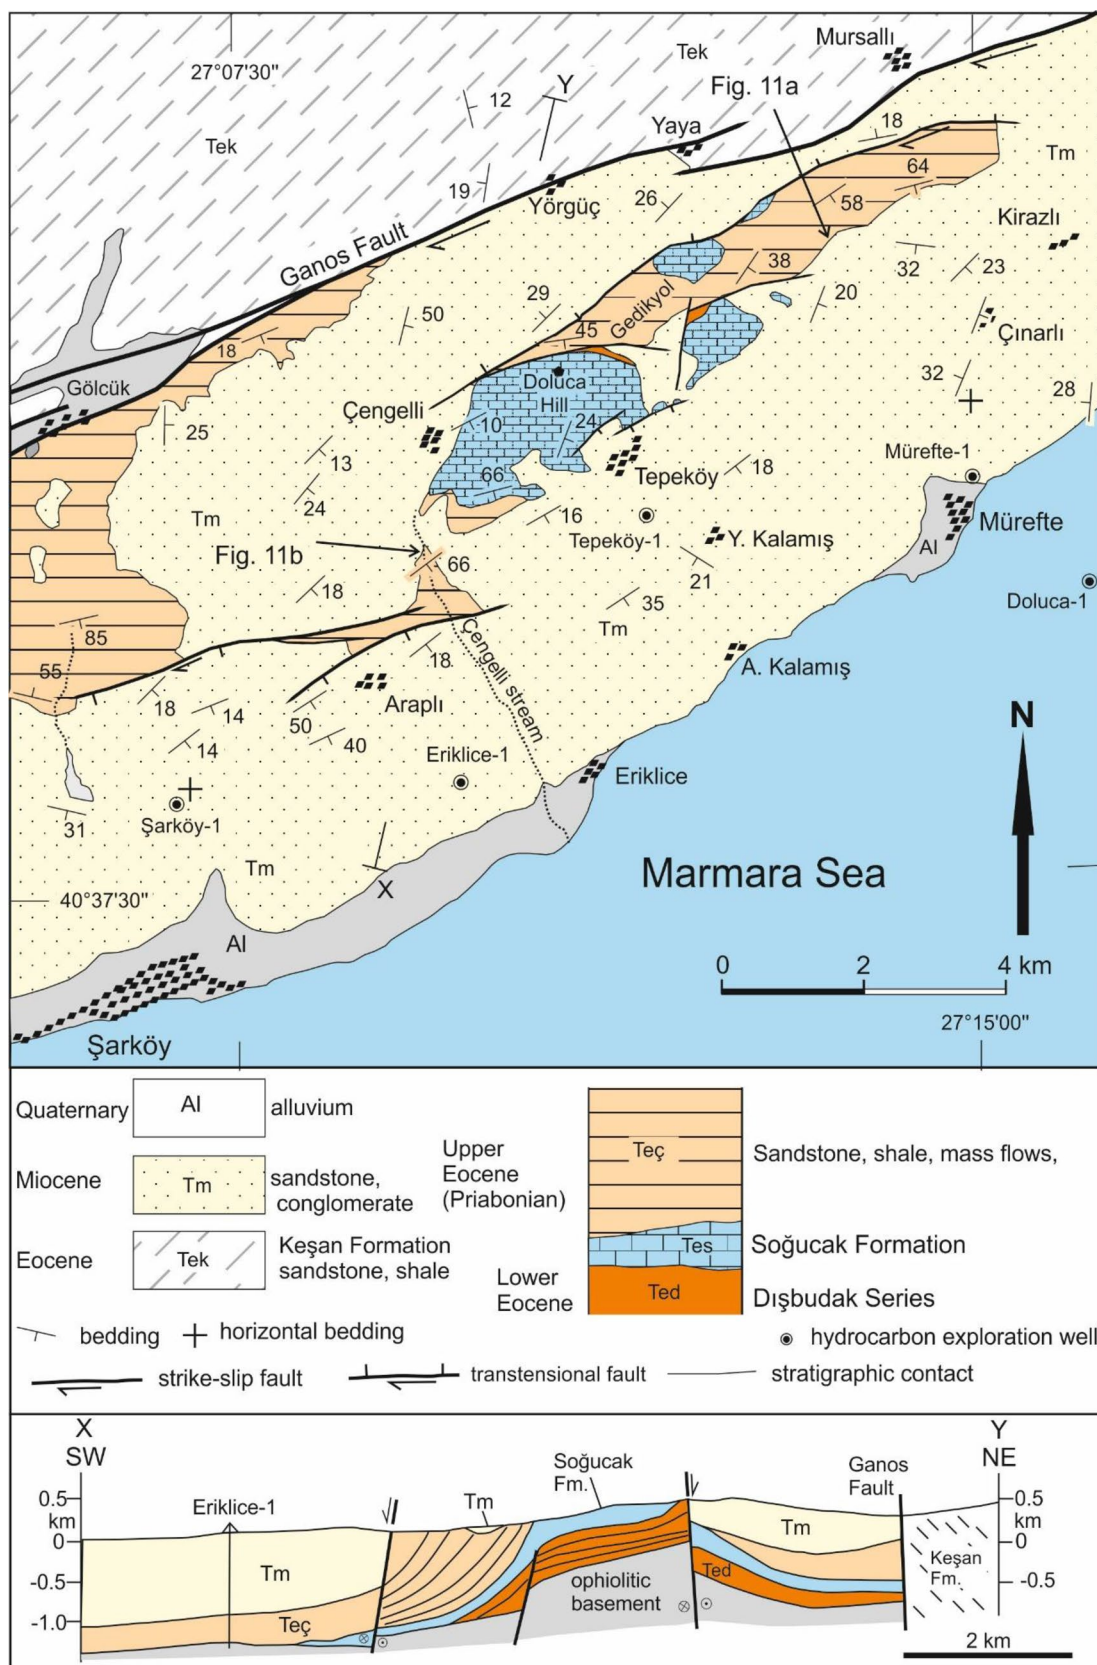 27°07'30"
Tek
Mursallı
Y
12
Fig. 11a
Tek
Yaya
18
Tm
19
Yörgüç
26
64
58
Kirazlı
Ganos Fault
32
23
38
50
29
20
Gedikyol
45
Çınarlı
18
Gölcük
Doluca
Hill
32
28
Çengelli
10
24
25
13
Mürefte-1
Tepeköy
18
66
24
Tm
16
Tepeköy-1
Mürefte
Fig. 11b
Y. Kalamış
Al
66
21
18
35
Doluca-1
Tm
85
Çengelli stream
18
A. Kalamış
55
N
18
14
Araplı
50
40
14
Eriklice-1
Eriklice
31
Şarköy-1
Tm
Marmara Sea
X
40°37'30"
Al
0 2 4 km
27°15'00"
Şarköy
Quaternary Al alluvium
Miocene Tm sandstone,
conglomerate
Eocene Tek Keşan Formation
sandstone, shale
Upper
Eocene
(Priabonian)
Teç Sandstone, shale, mass flows,
Tes Soğucak Formation
Lower
Eocene
Ted Dışbudak Series
bedding horizontal bedding hydrocarbon exploration well
strike-slip fault transtensional fault stratigraphic contact
X
SW
Y
NE
Soğucak
Fm.
Ganos
Fault
0.5
km
0
-0.5
-1.0
Eriklice-1
Tm
0.5
km
0
-0.5
Tm
Tm
Teç
ophiolitic
basement
Ted
Keşan
Fm.
2 km